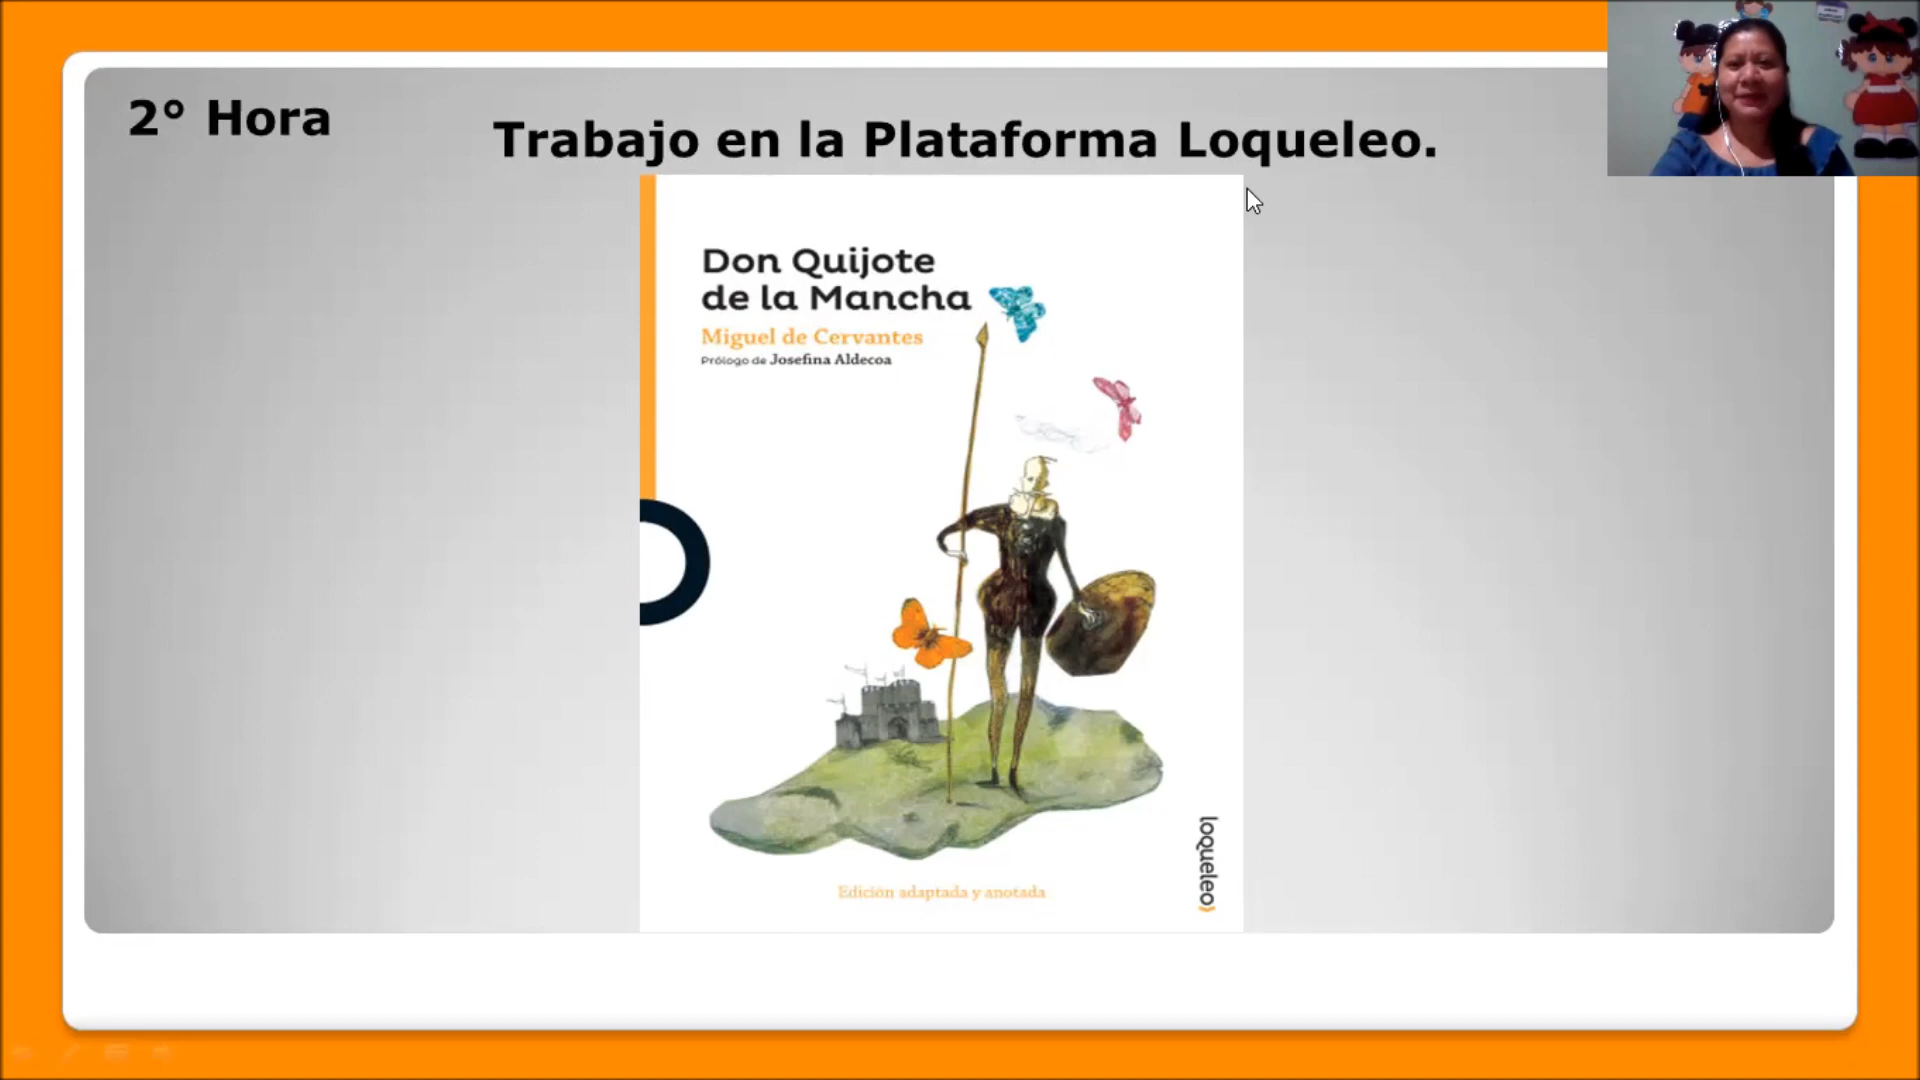 2° Hora
Trabajo en la Plataforma Loqueleo.
Don Quijote
de la Mancha
Miguel de Cervantes
Prólogo de Josefina Aldecoa
Edición adaptada y anotada
loqueleo